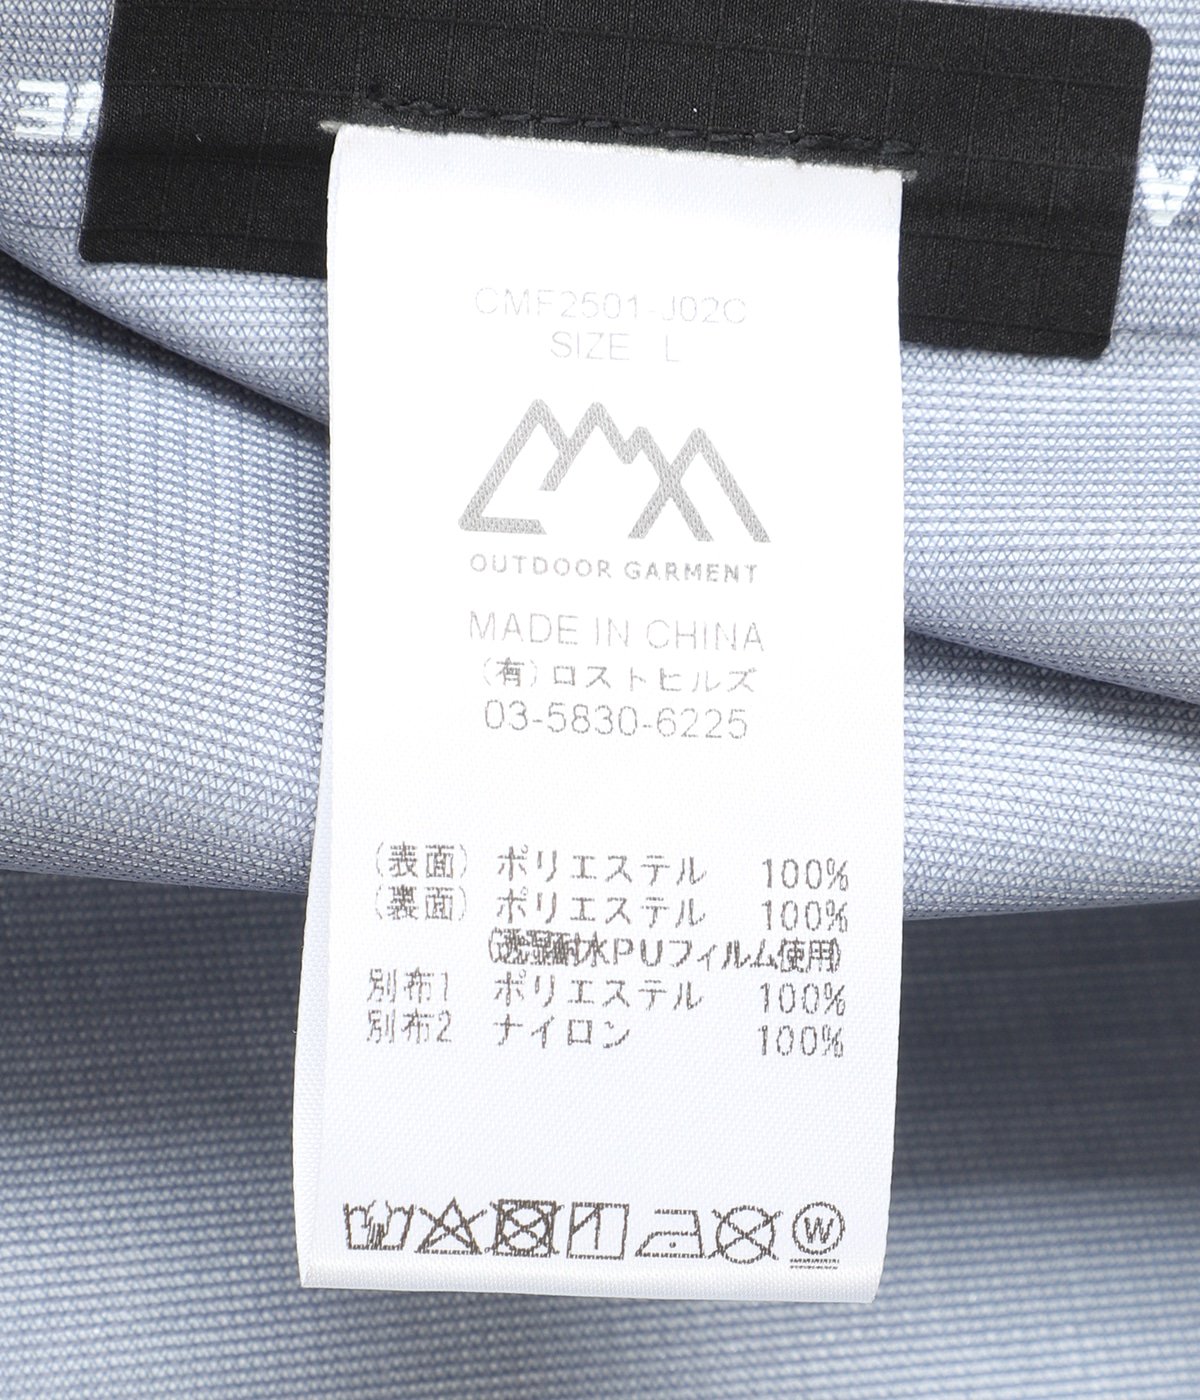 CMF2501-J02C
SIZE L
OUTDOOR GARMENT
MADE IN CHINA
(有)ロストヒルズ
03-5830-6225
(表面) ポリエステル 100%
(裏面) ポリエステル 100%
耐水PUフィルム使用)
別布1 ポリエステル 100%
別布2 ナイロン 100%
W